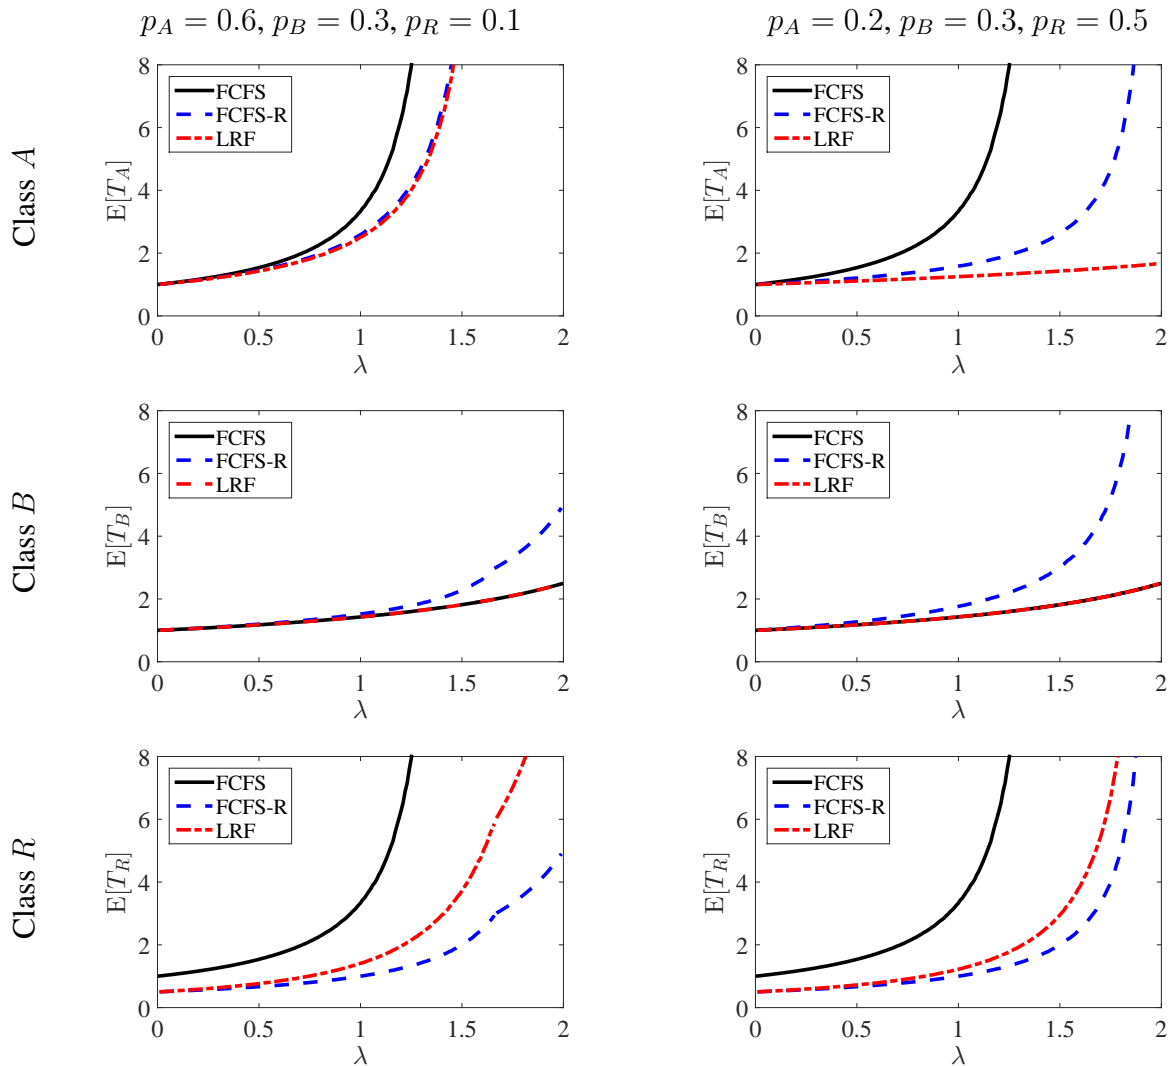 p_A = 0.6, p_B = 0.3, p_R = 0.1
p_A = 0.2, p_B = 0.3, p_R = 0.5
Class A
E[T_A]
8
6
4
2
0
FCFS
FCFS-R
LRF
0 0.5 1 1.5 2
λ
E[T_A]
8
6
4
2
0
FCFS
FCFS-R
LRF
0 0.5 1 1.5 2
λ
Class B
E[T_B]
8
6
4
2
0
FCFS
FCFS-R
LRF
0 0.5 1 1.5 2
λ
E[T_B]
8
6
4
2
0
FCFS
FCFS-R
LRF
0 0.5 1 1.5 2
λ
Class R
E[T_R]
8
6
4
2
0
FCFS
FCFS-R
LRF
0 0.5 1 1.5 2
λ
E[T_R]
8
6
4
2
0
FCFS
FCFS-R
LRF
0 0.5 1 1.5 2
λ